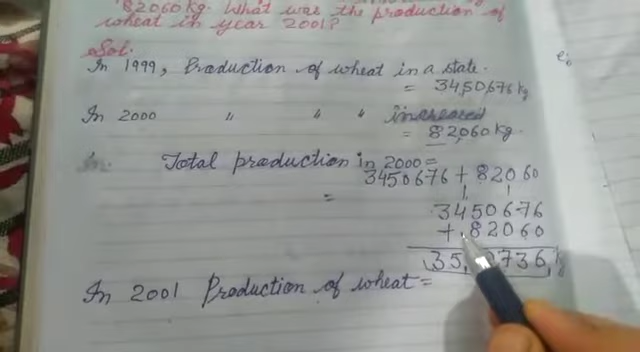 82060 kg. What was the production of
wheat in year 2001?
Sol.
In 1999, Production of wheat in a state.
= 3450676 kg
In 2000 " " " increased
= 82,060 kg.
Total production in 2000 =
3450676 + 82060
=
3450676
+ 82060
35 2736 kg
In 2001 Production of wheat =